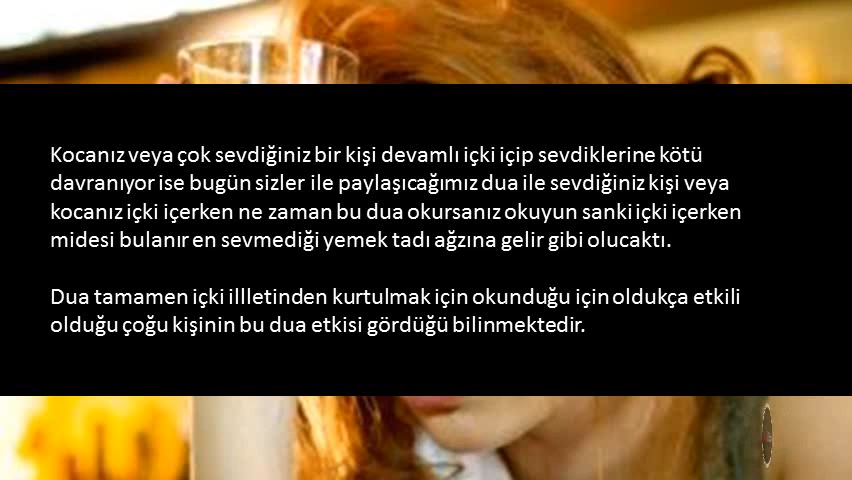 Kocanız veya çok sevdiğiniz bir kişi devamlı içki içip sevdiklerine kötü
davranıyor ise bugün sizler ile paylaşıcağımız dua ile sevdiğiniz kişi veya
kocanız içki içerken ne zaman bu dua okursanız okuyun sanki içki içerken
midesi bulanır en sevmediği yemek tadı ağzına gelir gibi olucaktı.
Dua tamamen içki illletinden kurtulmak için okunduğu için oldukça etkili
olduğu çoğu kişinin bu dua etkisi gördüğü bilinmektedir.